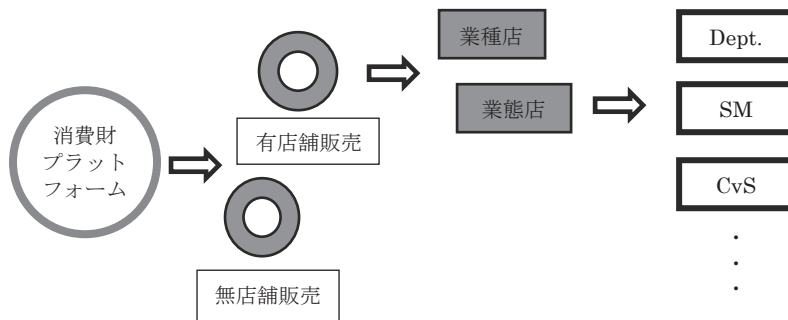 消費財
プラット
フォーム
有店舗販売
無店舗販売
業種店
業態店
Dept.
SM
CvS
・
・
・